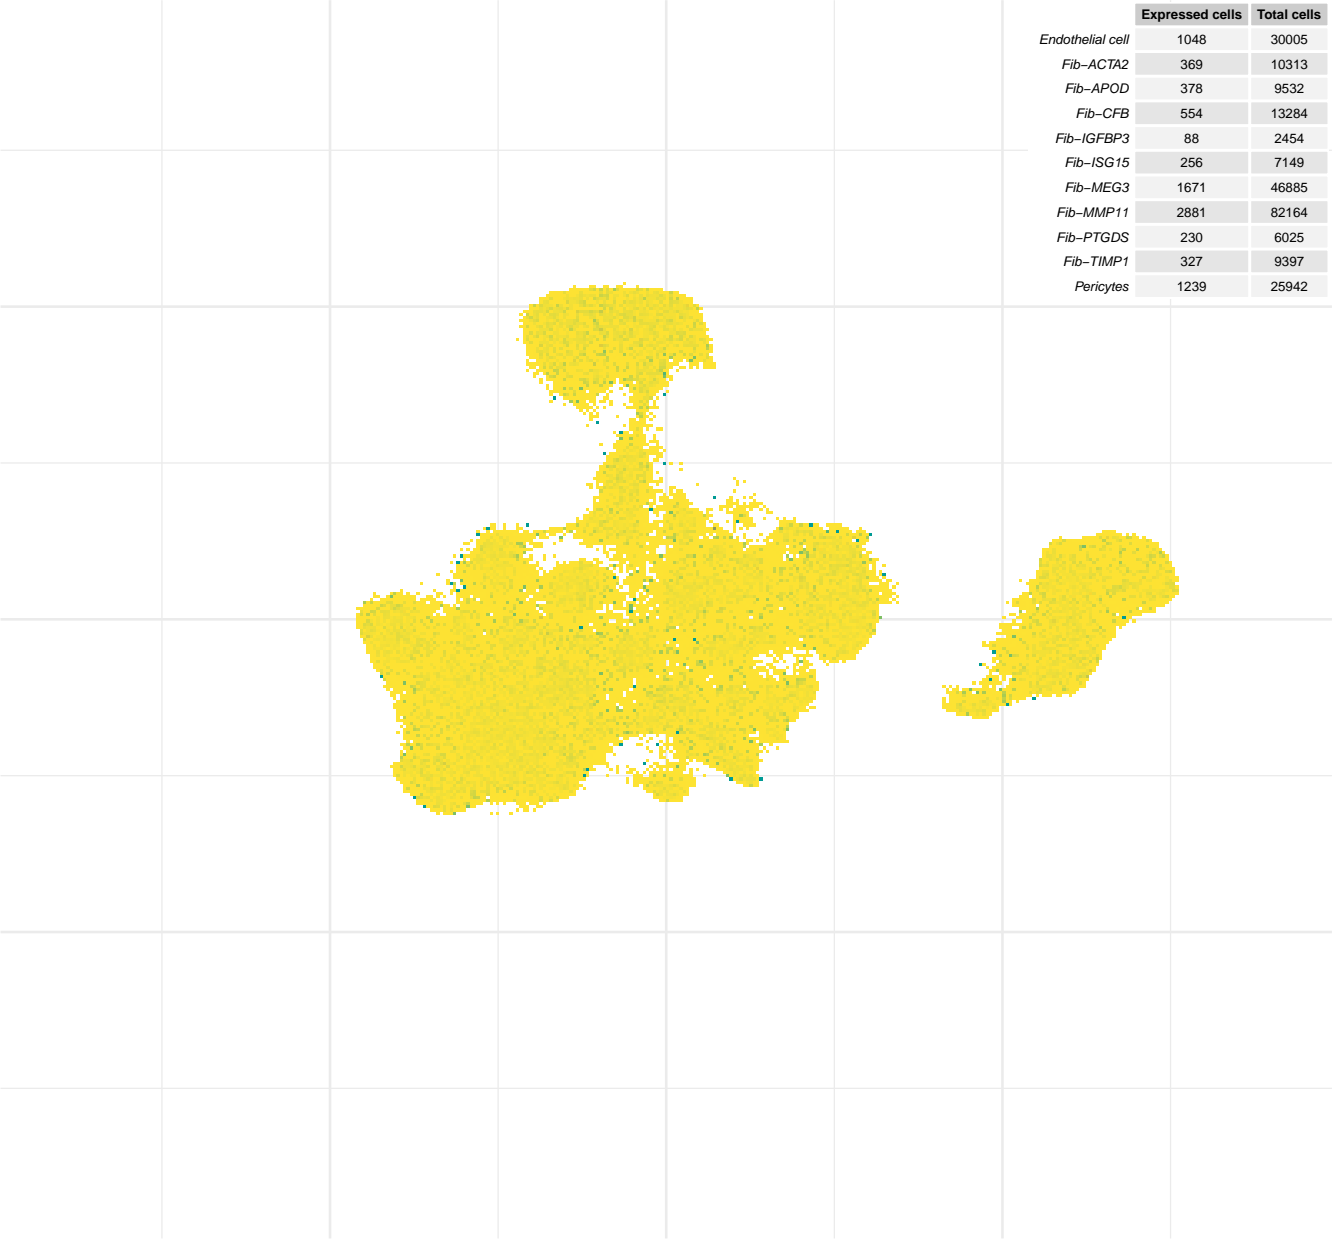 Expressed cells Total cells
Endothelial cell 1048 30005
Fib−ACTA2 369 10313
Fib−APOD 378 9532
Fib−CFB 554 13284
Fib−IGFBP3 88 2454
Fib−ISG15 256 7149
Fib−MEG3 1671 46885
Fib−MMP11 2881 82164
Fib−PTGDS 230 6025
Fib−TIMP1 327 9397
Pericytes 1239 25942